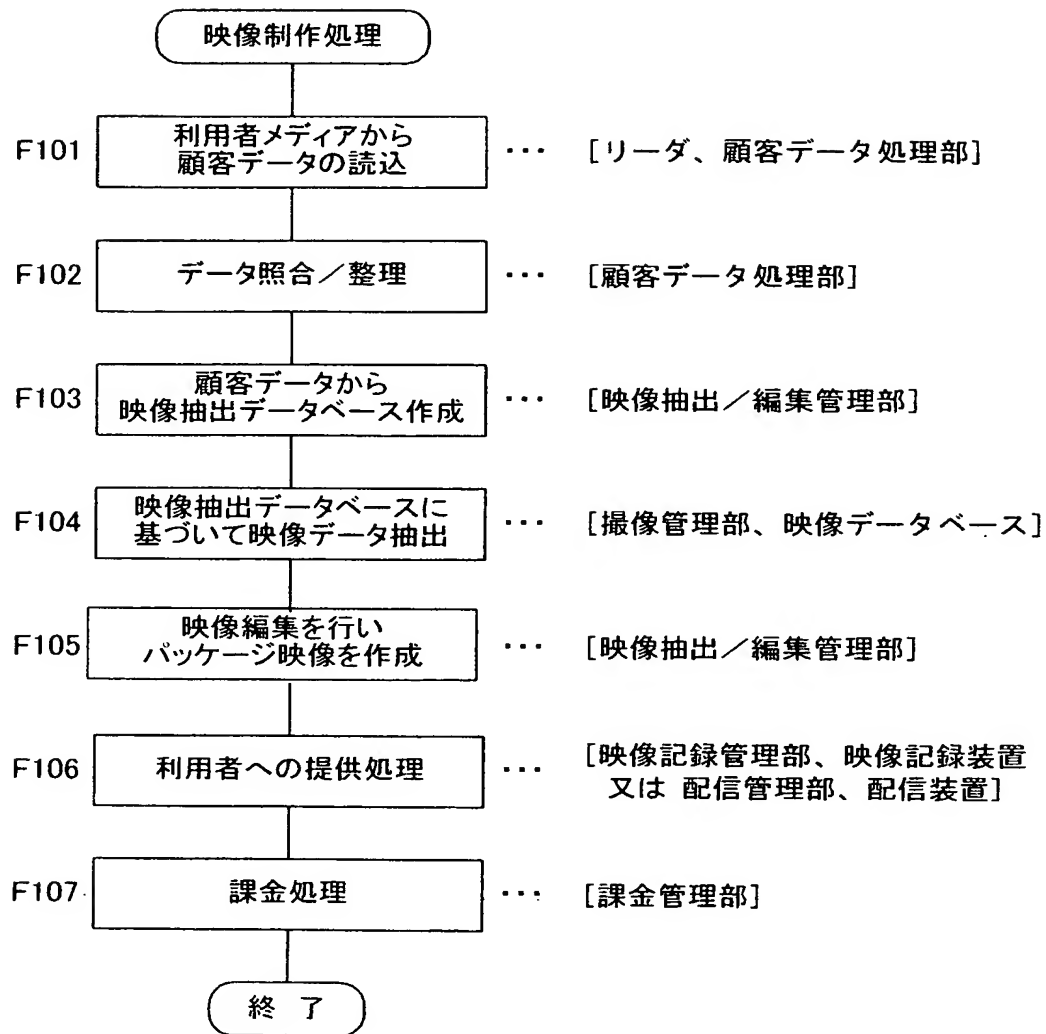 映像制作処理
F101
利用者メディアから
顧客データの読込
･･･ [リーダ、顧客データ処理部]
F102
データ照合／整理
･･･ [顧客データ処理部]
F103
顧客データから
映像抽出データベース作成
･･･ [映像抽出／編集管理部]
F104
映像抽出データベースに
基づいて映像データ抽出
･･･ [撮像管理部、映像データベース]
F105
映像編集を行い
パッケージ映像を作成
･･･ [映像抽出／編集管理部]
F106
利用者への提供処理
･･･ [映像記録管理部、映像記録装置
又は 配信管理部、配信装置]
F107
課金処理
･･･ [課金管理部]
終 了